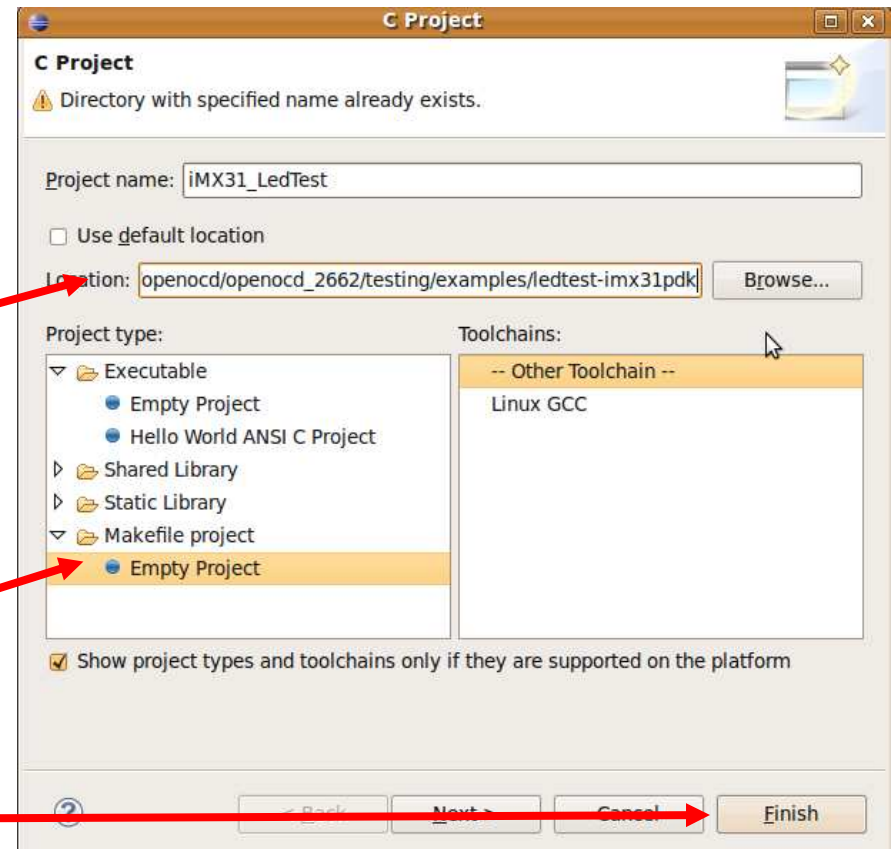 C Project
C Project
Directory with specified name already exists.
Project name: iMX31_LedTest
Use default location
Location: openocd/openocd_2662/testing/examples/ledtest-imx31pdk Browse...
Project type: Toolchains:
Executable -- Other Toolchain --
Empty Project Linux GCC
Hello World ANSI C Project
Shared Library
Static Library
Makefile project
Empty Project
Show project types and toolchains only if they are supported on the platform
? < Back Next > Cancel Finish